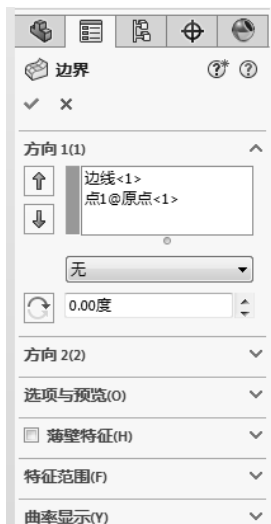 边界
方向 1(1)
边线<1>
点1@原点<1>
无
0.00度
方向 2(2)
选项与预览(O)
薄壁特征(H)
特征范围(F)
曲率显示(Y)